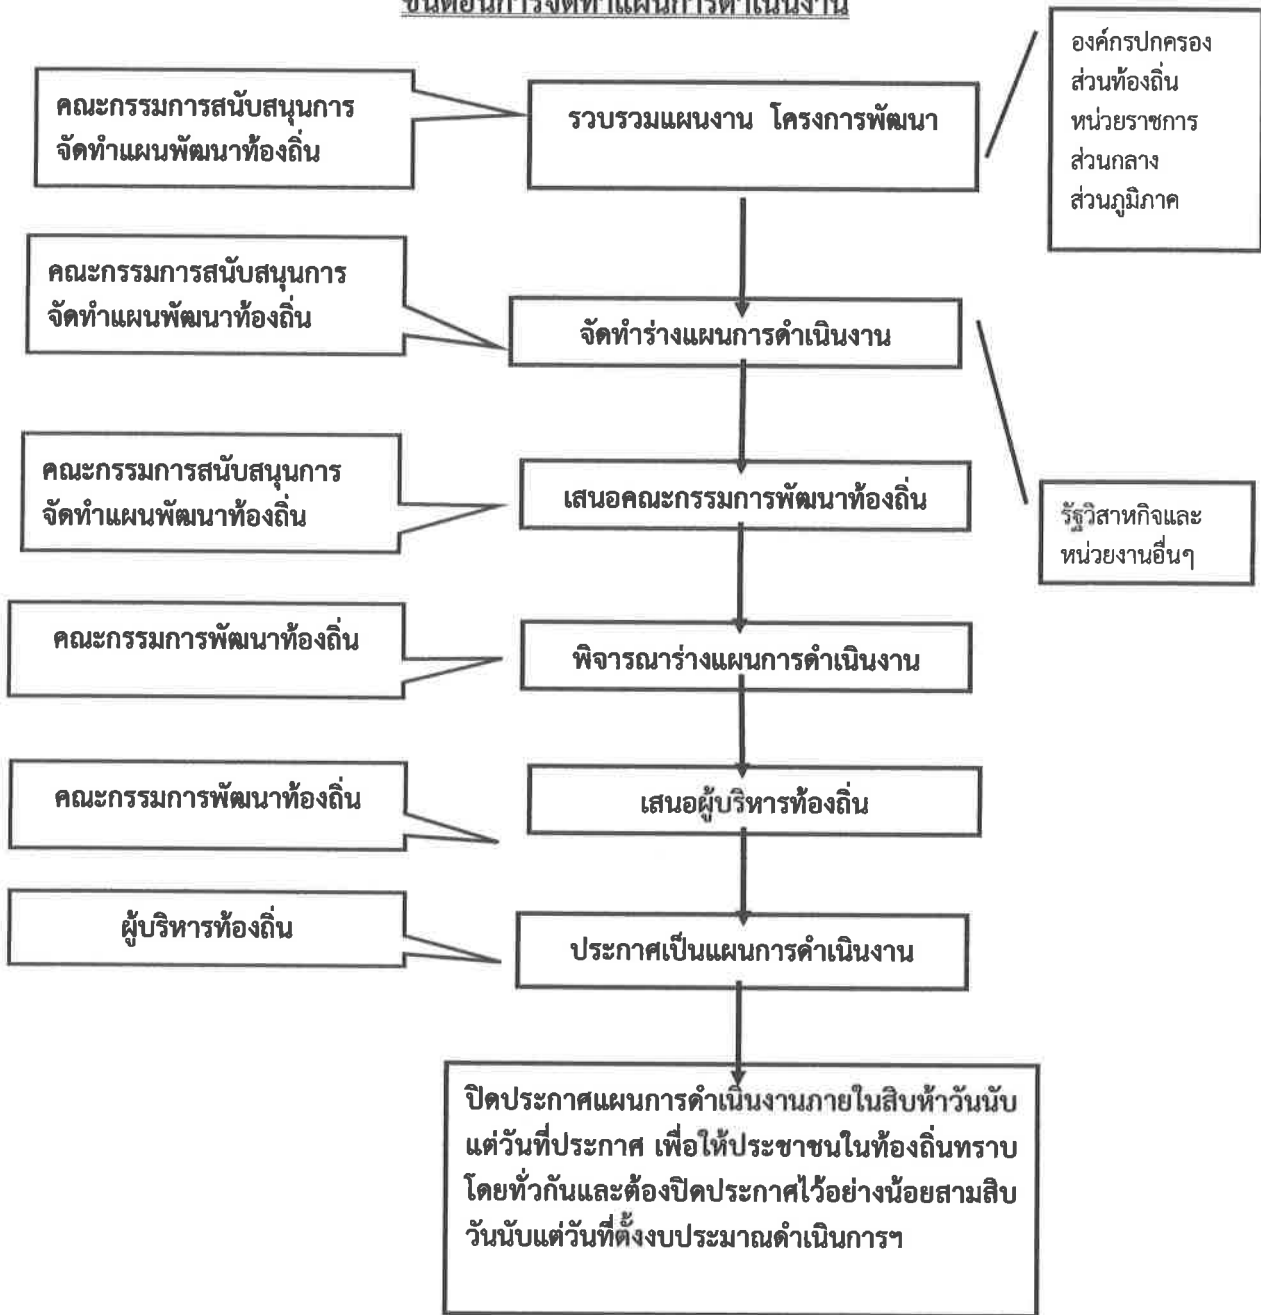 ขั้นตอนการจัดทำแผนการดำเนินงาน
องค์กรปกครอง
ส่วนท้องถิ่น
หน่วยราชการ
ส่วนกลาง
ส่วนภูมิภาค
คณะกรรมการสนับสนุนการ
จัดทำแผนพัฒนาท้องถิ่น
รวบรวมแผนงาน โครงการพัฒนา
คณะกรรมการสนับสนุนการ
จัดทำแผนพัฒนาท้องถิ่น
จัดทำร่างแผนการดำเนินงาน
คณะกรรมการสนับสนุนการ
จัดทำแผนพัฒนาท้องถิ่น
เสนอคณะกรรมการพัฒนาท้องถิ่น
รัฐวิสาหกิจและ
หน่วยงานอื่นๆ
คณะกรรมการพัฒนาท้องถิ่น
พิจารณาร่างแผนการดำเนินงาน
คณะกรรมการพัฒนาท้องถิ่น
เสนอผู้บริหารท้องถิ่น
ผู้บริหารท้องถิ่น
ประกาศเป็นแผนการดำเนินงาน
ปิดประกาศแผนการดำเนินงานภายในสิบห้าวันนับ
แต่วันที่ประกาศ เพื่อให้ประชาชนในท้องถิ่นทราบ
โดยทั่วกันและต้องปิดประกาศไว้อย่างน้อยสามสิบ
วันนับแต่วันที่ตั้งงบประมาณดำเนินการฯ